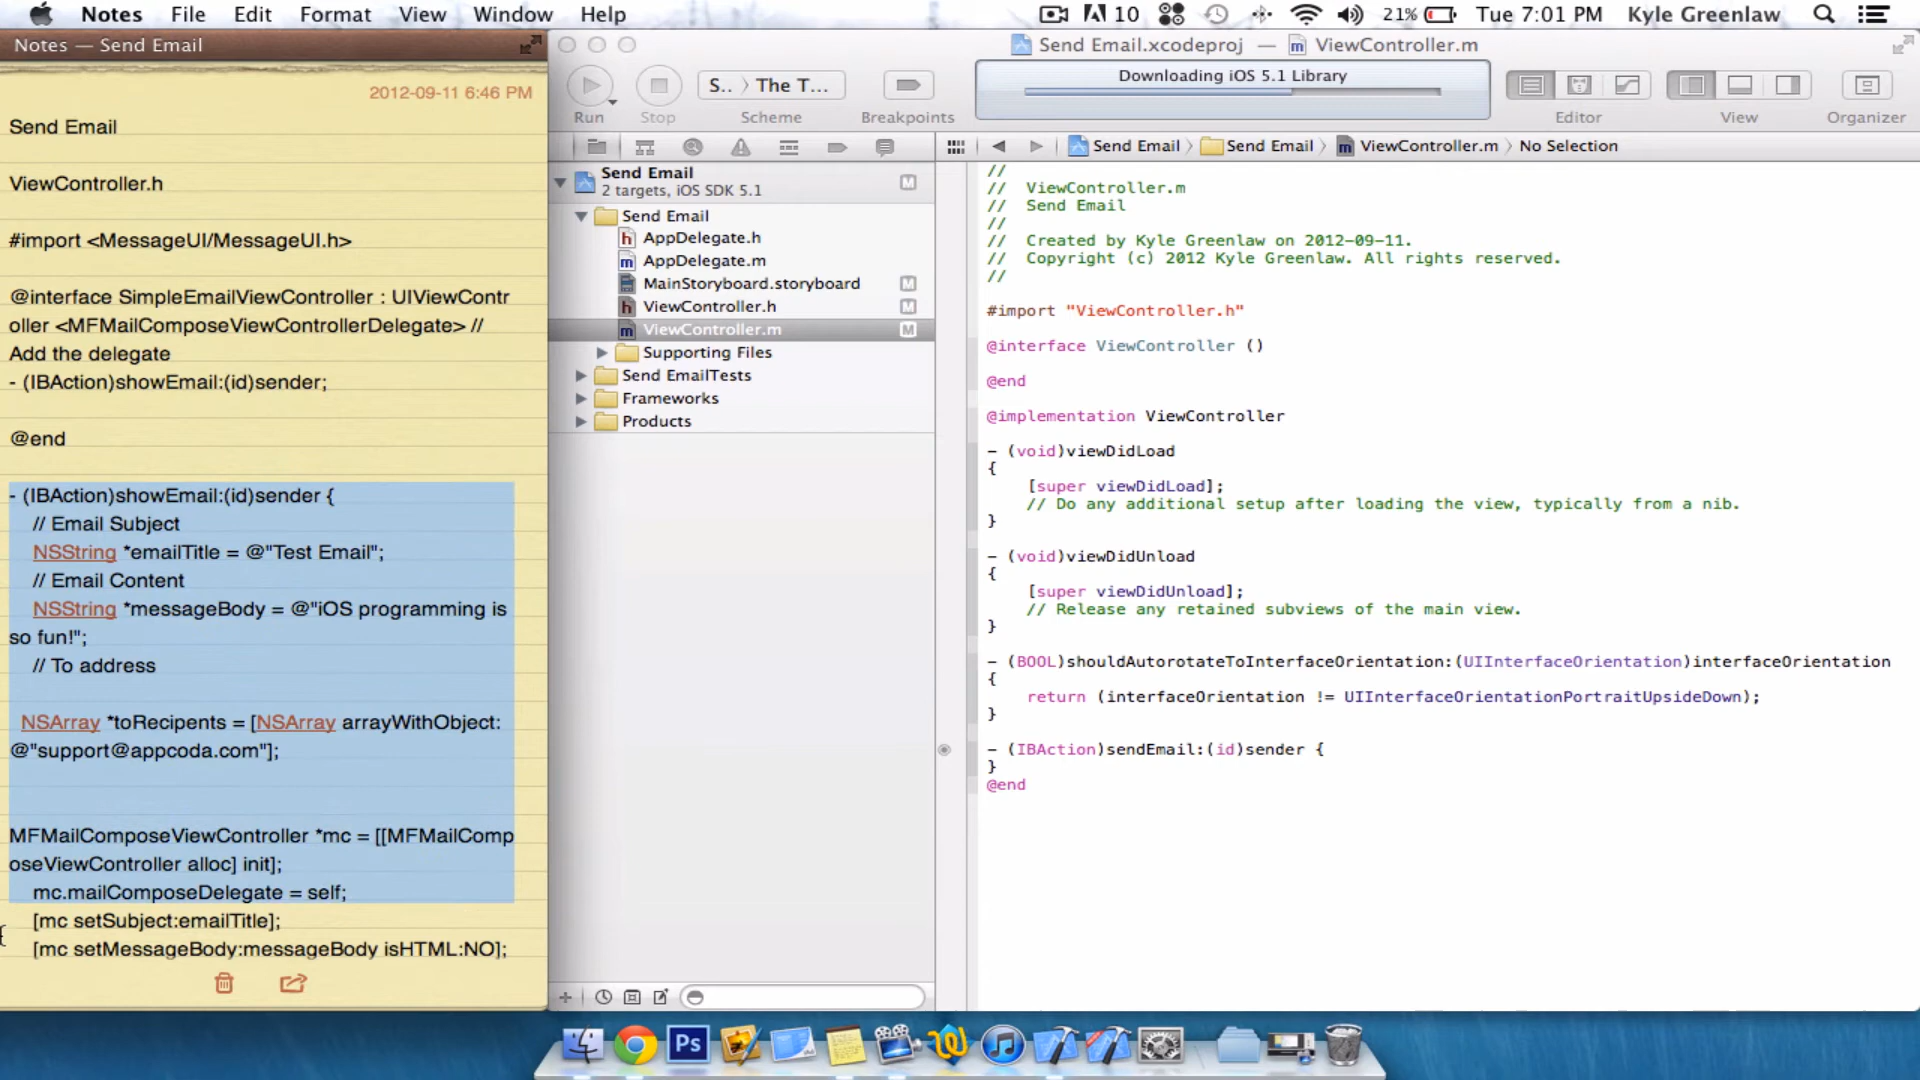 Notes File Edit Format View Window Help 10 21% Tue 7:01 PM Kyle Greenlaw
Notes — Send Email
2012-09-11 6:46 PM
Send Email
ViewController.h
#import <MessageUI/MessageUI.h>
@interface SimpleEmailViewController : UIViewContr
oller <MFMailComposeViewControllerDelegate> //
Add the delegate
- (IBAction)showEmail:(id)sender;
@end
- (IBAction)showEmail:(id)sender {
// Email Subject
NSString *emailTitle = @"Test Email";
// Email Content
NSString *messageBody = @"iOS programming is
so fun!";
// To address
NSArray *toRecipents = [NSArray arrayWithObject:
@"support@appcoda.com"];
MFMailComposeViewController *mc = [[MFMailComp
oseViewController alloc] init];
mc.mailComposeDelegate = self;
[mc setSubject:emailTitle];
[mc setMessageBody:messageBody isHTML:NO];
Send Email.xcodeproj — ViewController.m
S.. 〉 The T...
Downloading iOS 5.1 Library
Run Stop Scheme Breakpoints Editor View Organizer
Send Email
2 targets, iOS SDK 5.1
M
Send Email
AppDelegate.h
AppDelegate.m
MainStoryboard.storyboard M
ViewController.h M
ViewController.m M
Supporting Files
Send EmailTests
Frameworks
Products
Send Email 〉 Send Email 〉 ViewController.m 〉 No Selection
//
// ViewController.m
// Send Email
//
// Created by Kyle Greenlaw on 2012-09-11.
// Copyright (c) 2012 Kyle Greenlaw. All rights reserved.
//
#import "ViewController.h"
@interface ViewController ()
@end
@implementation ViewController
- (void)viewDidLoad
{
[super viewDidLoad];
// Do any additional setup after loading the view, typically from a nib.
}
- (void)viewDidUnload
{
[super viewDidUnload];
// Release any retained subviews of the main view.
}
- (BOOL)shouldAutorotateToInterfaceOrientation:(UIInterfaceOrientation)interfaceOrientation
{
return (interfaceOrientation != UIInterfaceOrientationPortraitUpsideDown);
}
- (IBAction)sendEmail:(id)sender {
}
@end
Ps